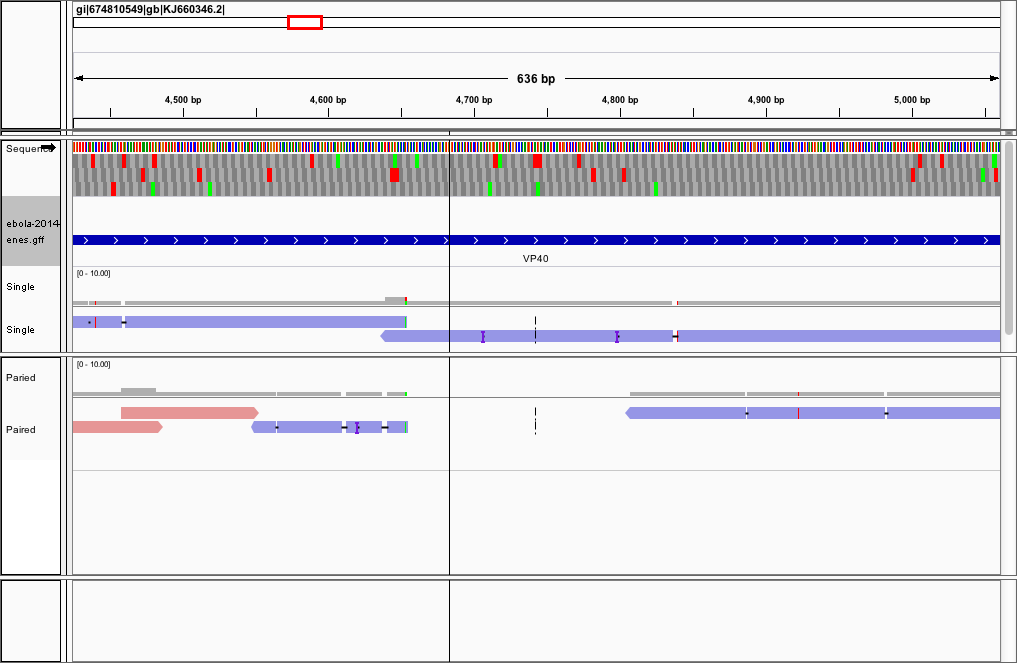 gi|674810549|gb|KJ660346.2|
636 bp
4,500 bp 4,600 bp 4,700 bp 4,800 bp 4,900 bp 5,000 bp
Sequence
ebola-2014-
enes.gff
VP40
[0 - 10.00]
Single
Single
[0 - 10.00]
Paried
Paired